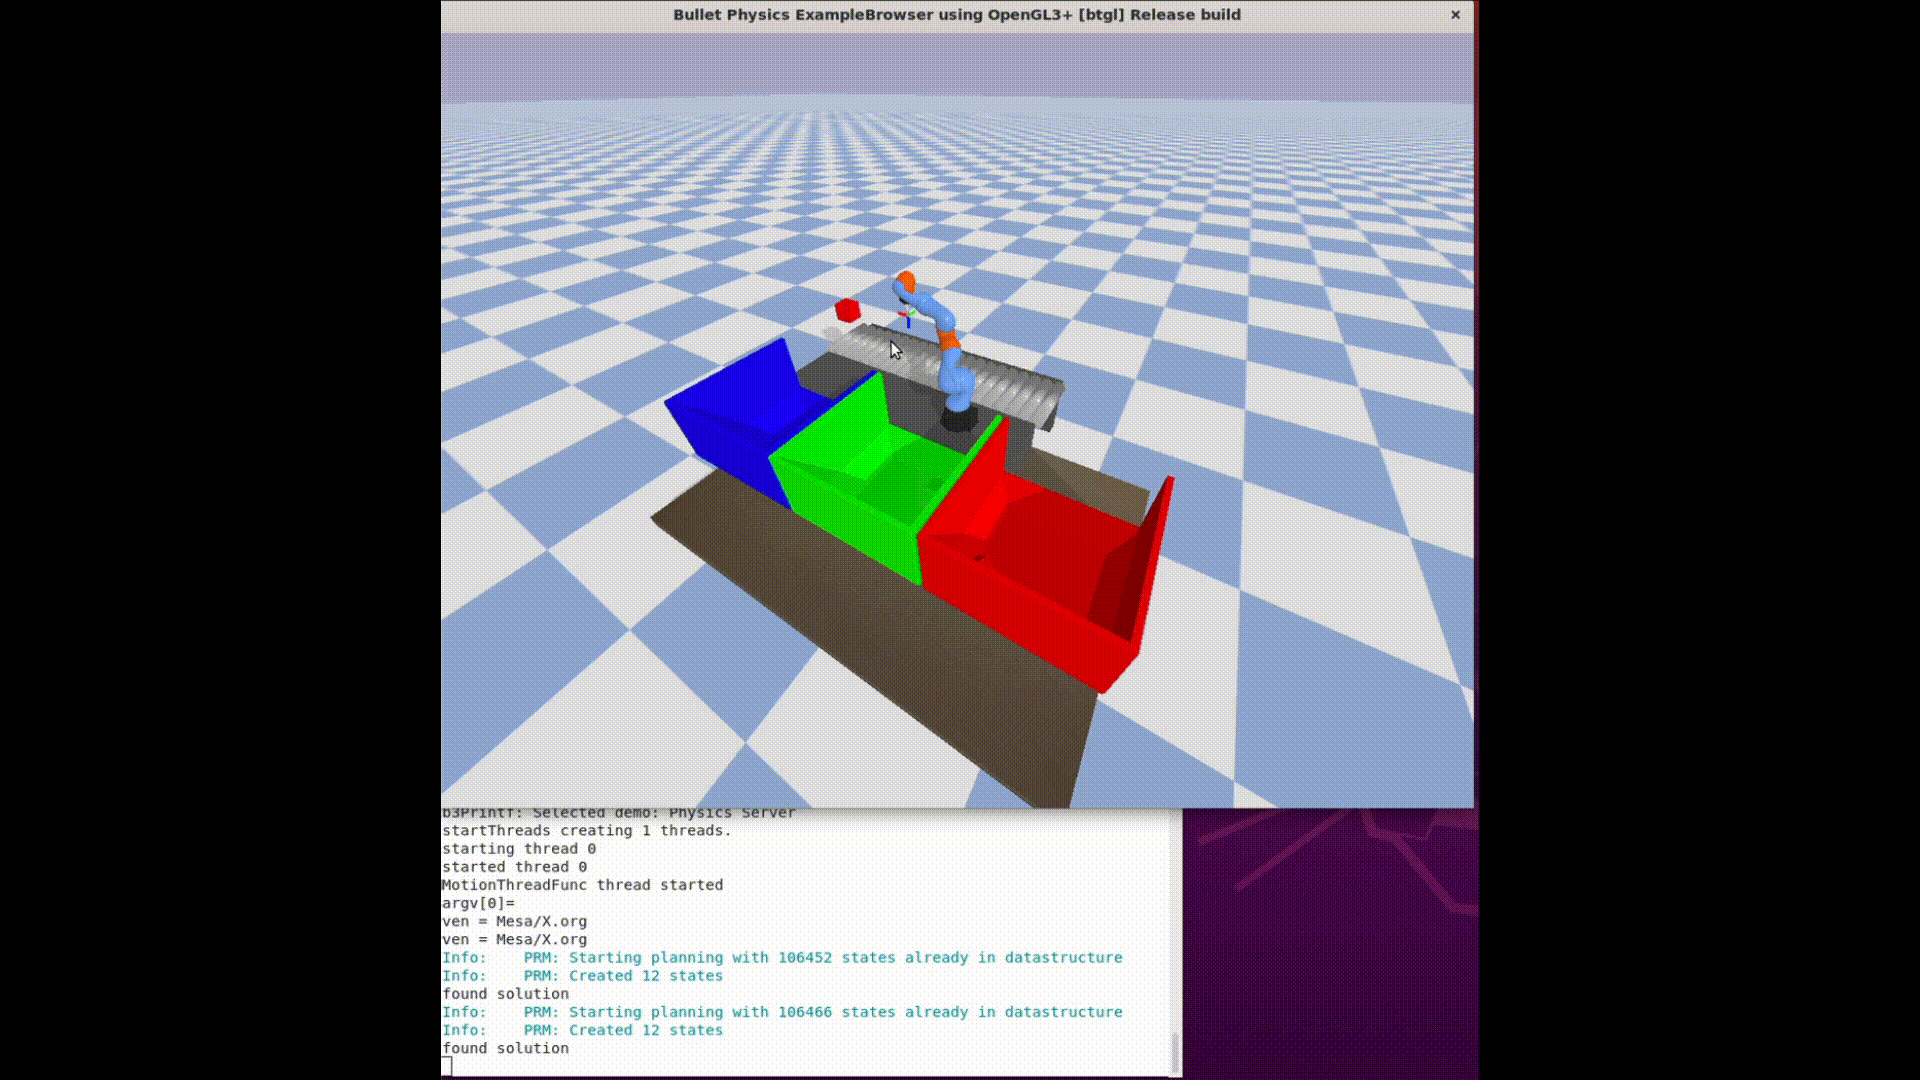 Bullet Physics ExampleBrowser using OpenGL3+ [btgl] Release build
b3Printf: Selected demo: Physics Server
startThreads creating 1 threads.
starting thread 0
started thread 0
MotionThreadFunc thread started
argv[0]=
ven = Mesa/X.org
ven = Mesa/X.org
Info:    PRM: Starting planning with 106452 states already in datastructure
Info:    PRM: Created 12 states
found solution
Info:    PRM: Starting planning with 106466 states already in datastructure
Info:    PRM: Created 12 states
found solution